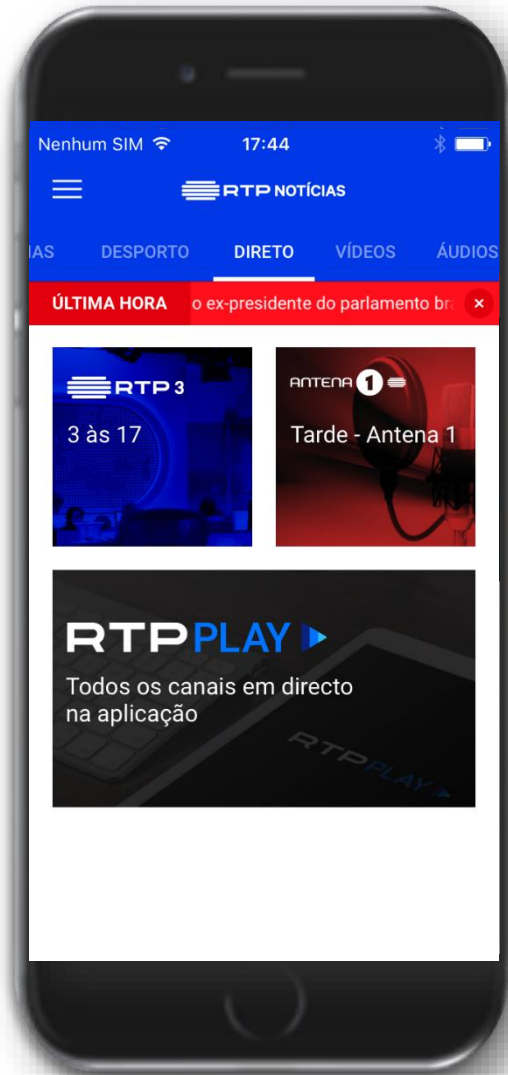 Nenhum SIM 17:44
RTP NOTÍCIAS
DESPORTO DIRETO VÍDEOS ÁUDIOS
ÚLTIMA HORA o ex-presidente do parlamento
RTP 3
3 às 17
ANTENA 1
Tarde - Antena 1
RTP PLAY
Todos os canais em directo
na aplicação
RTP PLAY